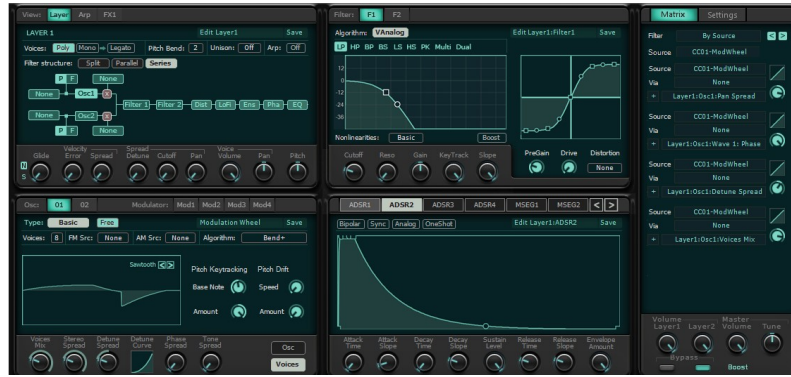 View: Layer Arp FX1
LAYER 1 Edit Layer1 Save
Voices: Poly Mono Legato Pitch Bend: 2 Unison: Off Arp: Off
Filter structure: Split Parallel Series
P F None
None Osc1 x
Filter 1 Filter 2 Dist LoFi Ens Pha EQ
None Osc2 x
P F None
Velocity Spread Voice
Glide Error Spread Detune Cutoff Pan Volume Pan Pitch
N
S
Filter: F1 F2
Algorithm: VAnalog Edit Layer1:Filter1 Save
LP HP BP BS LS HS PK Multi Dual
12
0
-12
-24
-36
Nonlinearities: Basic Boost
PreGain Drive Distortion
None
Cutoff Reso Gain KeyTrack Slope
Osc: 01 02 Modulator: Mod1 Mod2 Mod3 Mod4
Type: Basic Free Modulation Wheel Save
Voices: 8 FM Src: None AM Src: None Algorithm: Bend+
Sawtooth < >
Pitch Keytracking Pitch Drift
Base Note Speed
Amount Amount
Voices Mix Stereo Spread Detune Spread Detune Curve Phase Spread Tone Spread
Osc
Voices
ADSR1 ADSR2 ADSR3 ADSR4 MSEG1 MSEG2 < >
Bipolar Sync Analog OneShot Edit Layer1:ADSR2 Save
Attack Time Attack Slope Decay Time Decay Slope Sustain Level Release Time Release Slope Envelope Amount
Matrix Settings
Filter By Source < >
Source CC01-ModWheel
Source CC01-ModWheel
Via None
+ Layer1:Osc1:Pan Spread
Source CC01-ModWheel
Via None
+ Layer1:Osc1:Wave 1: Phase
Source CC01-ModWheel
Via None
+ Layer1:Osc1:Detune Spread
Source CC01-ModWheel
Via None
+ Layer1:Osc1:Voices Mix
Volume Master
Layer1 Layer2 Volume Tune
Bypass
Boost